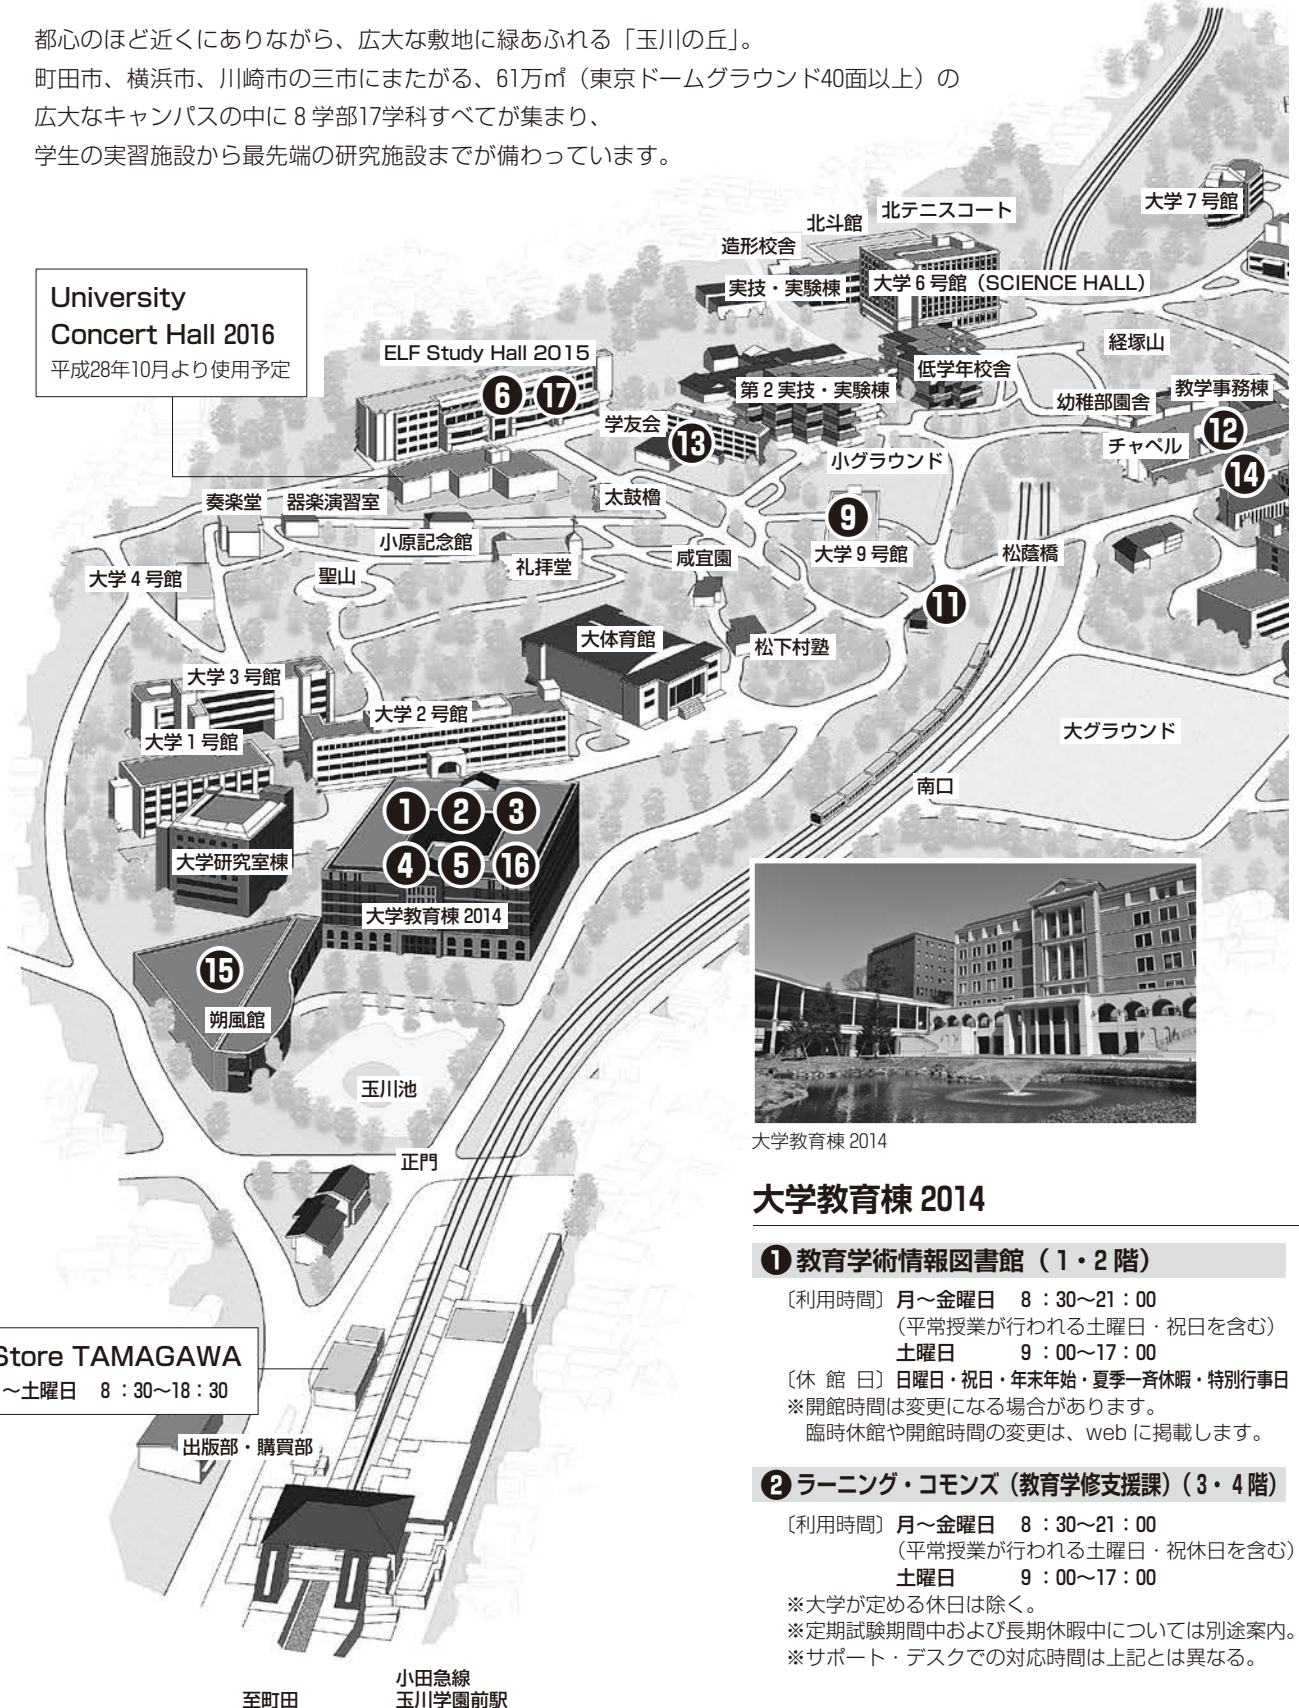 都心のほど近くにありながら、広大な敷地に緑あふれる「玉川の丘」。
町田市、横浜市、川崎市の三市にまたがる、61万㎡（東京ドームグラウンド40面以上）の
広大なキャンパスの中に8学部17学科すべてが集まり、
学生の実習施設から最先端の研究施設までが備わっています。
大学7号館
北テニスコート
北斗館
造形校舎
実技・実験棟
大学6号館（SCIENCE HALL）
University
Concert Hall 2016
平成28年10月より使用予定
ELF Study Hall 2015
❻ ⓱
経塚山
低学年校舎
第2実技・実験棟
教学事務棟
幼稚部園舎
⓬
学友会
⓭
チャペル
小グラウンド
⓮
奏楽堂
器楽演習室
太鼓櫓
❾
小原記念館
大学9号館
松蔭橋
礼拝堂
咸宜園
大学4号館
聖山
⓫
大体育館
松下村塾
大学3号館
大学2号館
大学1号館
大グラウンド
南口
❶ ❷ ❸
❹ ❺ ⓰
大学研究室棟
大学教育棟 2014
⓯
朔風館
玉川池
正門
Store TAMAGAWA
～土曜日 8：30～18：30
出版部・購買部
小田急線
玉川学園前駅
至町田
大学教育棟 2014
大学教育棟 2014
❶教育学術情報図書館（1・2階）
〔利用時間〕月～金曜日 8：30～21：00
（平常授業が行われる土曜日・祝日を含む）
土曜日 9：00～17：00
〔休 館 日〕日曜日・祝日・年末年始・夏季一斉休暇・特別行事日
※開館時間は変更になる場合があります。
臨時休館や開館時間の変更は、webに掲載します。
❷ラーニング・コモンズ（教育学修支援課）（3・4階）
〔利用時間〕月～金曜日 8：30～21：00
（平常授業が行われる土曜日・祝休日を含む）
土曜日 9：00～17：00
※大学が定める休日は除く。
※定期試験期間中および長期休暇中については別途案内。
※サポート・デスクでの対応時間は上記とは異なる。